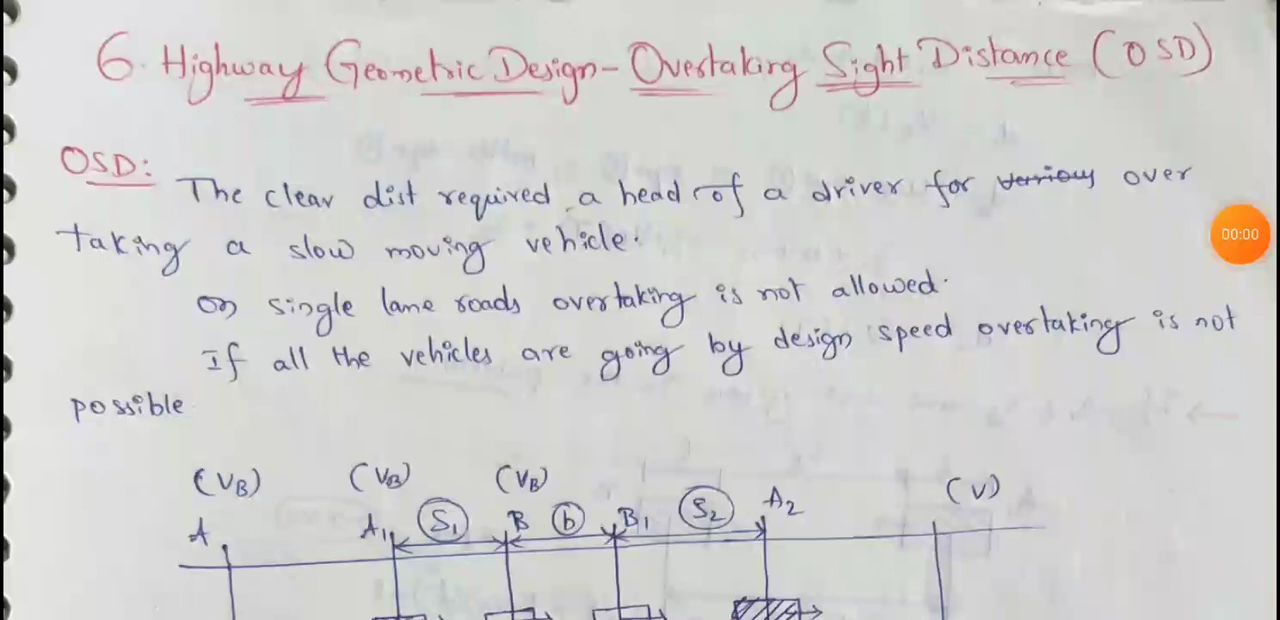 6. Highway Geometric Design - Overtaking Sight Distance (OSD)
OSD:
The clear dist required a head of a driver for over
taking a slow moving vehicle.
00:00
On single lane roads overtaking is not allowed.
If all the vehicles are going by design speed overtaking is not
possible
(VB) (VB) (VB) (V)
A A1 S1 B b B1 S2 A2